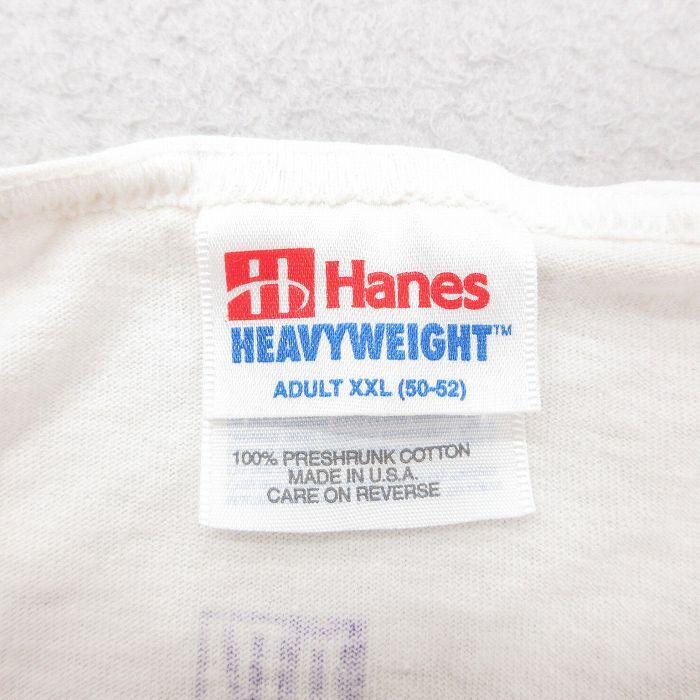 Hanes
HEAVYWEIGHT™
ADULT XXL (50-52)
100% PRESHRUNK COTTON
MADE IN U.S.A.
CARE ON REVERSE